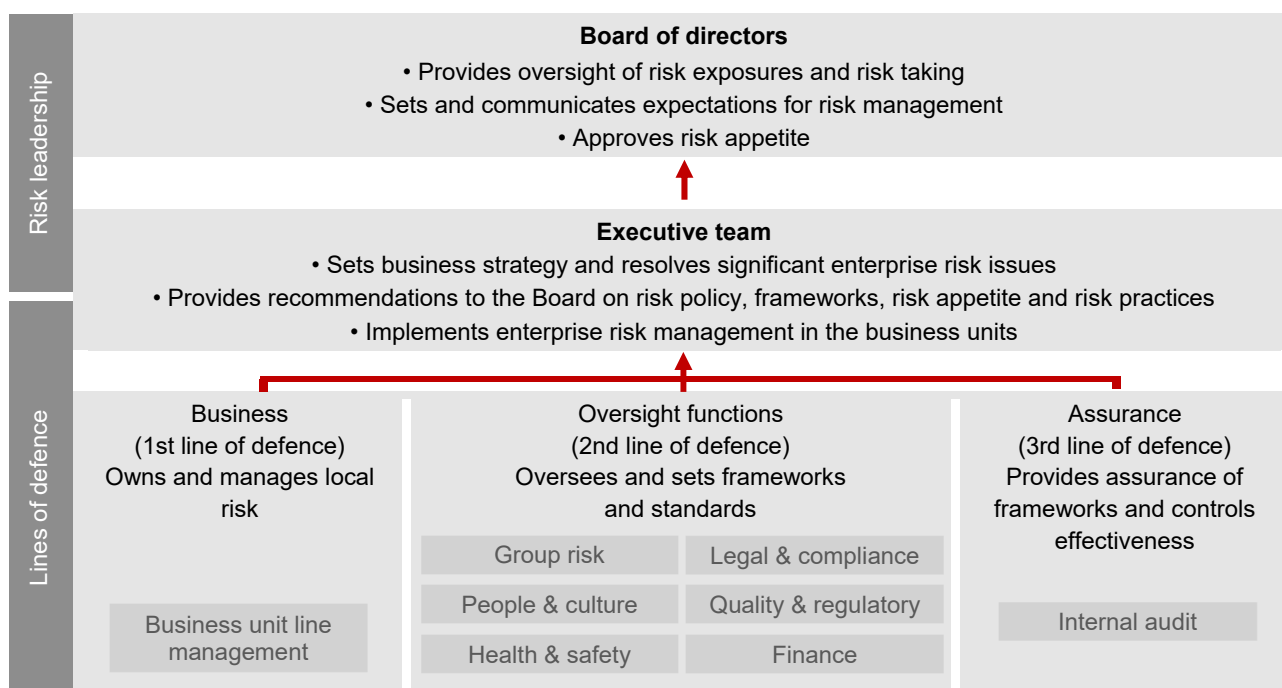 Risk leadership
Board of directors
• Provides oversight of risk exposures and risk taking
• Sets and communicates expectations for risk management
• Approves risk appetite
Executive team
• Sets business strategy and resolves significant enterprise risk issues
• Provides recommendations to the Board on risk policy, frameworks, risk appetite and risk practices
• Implements enterprise risk management in the business units
Lines of defence
Business
(1st line of defence)
Owns and manages local
risk
Business unit line
management
Oversight functions
(2nd line of defence)
Oversees and sets frameworks
and standards
Group risk
Legal & compliance
People & culture
Quality & regulatory
Health & safety
Finance
Assurance
(3rd line of defence)
Provides assurance of
frameworks and controls
effectiveness
Internal audit